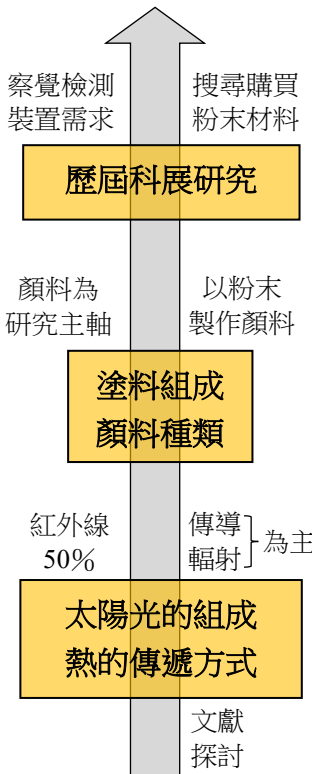 察覺檢測
裝置需求
搜尋購買
粉末材料
歷屆科展研究
顏料為
研究主軸
以粉末
製作顏料
塗料組成
顏料種類
紅外線
50%
傳導
輻射
為主
太陽光的組成
熱的傳遞方式
文獻
探討